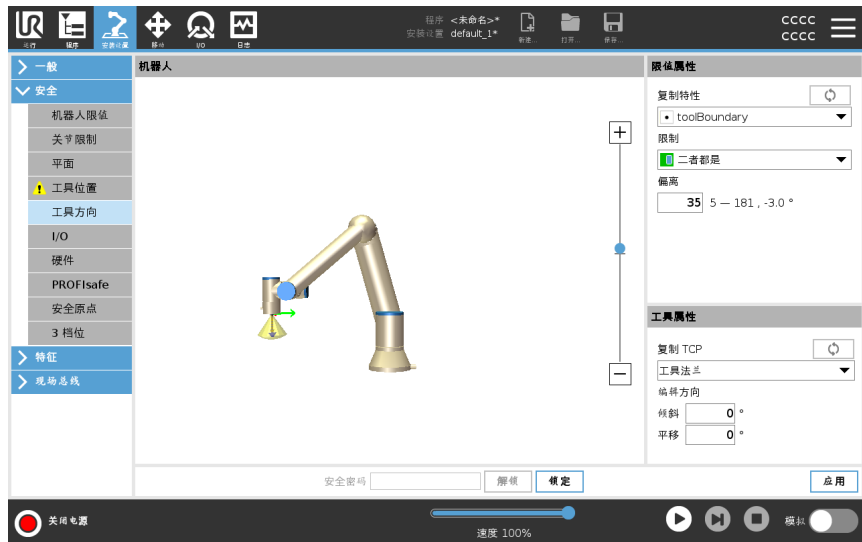 UR
程序 <未命名>*
安装设置 default_1*
运行 程序 安装设置 移动 I/O 日志
新建... 打开... 保存...
cccc
cccc
一般
安全
机器人限值
关节限制
平面
工具位置
工具方向
I/O
硬件
PROFIsafe
安全原点
3 档位
特征
现场总线
机器人
限值属性
复制特性
toolBoundary
限制
二者都是
偏离
35 5 — 181 , -3.0 °
工具属性
复制 TCP
工具法兰
编辑方向
倾斜 0 °
平移 0 °
安全密码 解锁 锁定
应用
关闭电源
速度 100%
模拟